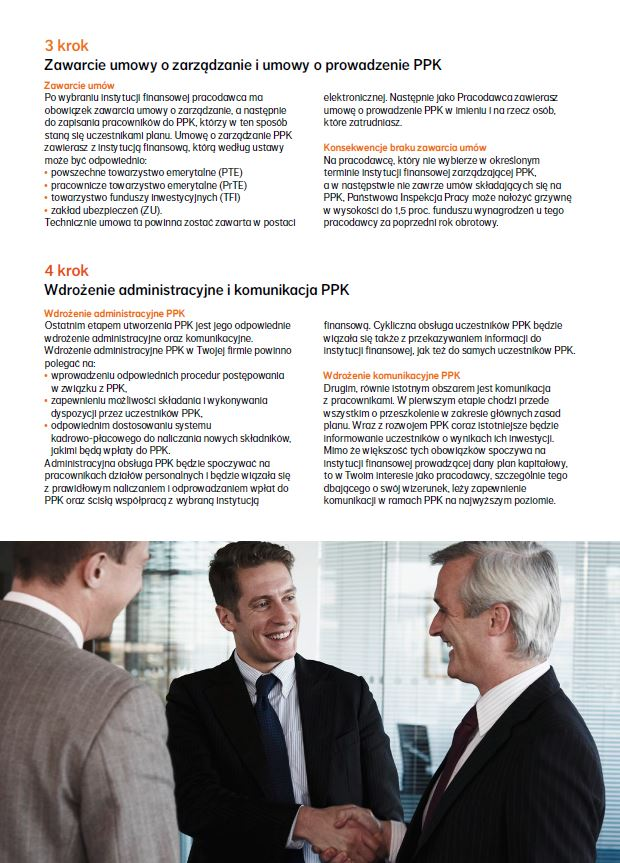 3 krok
Zawarcie umowy o zarządzanie i umowy o prowadzenie PPK
Zawarcie umów
Po wybraniu instytucji finansowej pracodawca ma
obowiązek zawarcia umowy o zarządzanie, a następnie
do zapisania pracowników do PPK, którzy w ten sposób
staną się uczestnikami planu. Umowę o zarządzanie PPK
zawierasz z instytucją finansową, którą według ustawy
może być odpowiednio:
• powszechne towarzystwo emerytalne (PTE)
• pracownicze towarzystwo emerytalne (PrTE)
• towarzystwo funduszy inwestycyjnych (TFI)
• zakład ubezpieczeń (ZU).
Technicznie umowa ta powinna zostać zawarta w postaci
elektronicznej. Następnie jako Pracodawca zawierasz
umowę o prowadzenie PPK w imieniu i na rzecz osób,
które zatrudniasz.
Konsekwencje braku zawarcia umów
Na pracodawcę, który nie wybierze w określonym
terminie instytucji finansowej zarządzającej PPK,
a w następstwie nie zawrze umów składających się na
PPK, Państwowa Inspekcja Pracy może nałożyć grzywnę
w wysokości do 1,5 proc. funduszu wynagrodzeń u tego
pracodawcy za poprzedni rok obrotowy.
4 krok
Wdrożenie administracyjne i komunikacja PPK
Wdrożenie administracyjne PPK
Ostatnim etapem utworzenia PPK jest jego odpowiednie
wdrożenie administracyjne oraz komunikacyjne.
Wdrożenie administracyjne PPK w Twojej firmie powinno
polegać na:
• wprowadzeniu odpowiednich procedur postępowania
w związku z PPK,
• zapewnieniu możliwości składania i wykonywania
dyspozycji przez uczestników PPK,
• odpowiednim dostosowaniu systemu
kadrowo-płacowego do naliczania nowych składników,
jakimi będą wpłaty do PPK.
Administracyjna obsługa PPK będzie spoczywać na
pracownikach działów personalnych i będzie wiązała się
z prawidłowym naliczaniem i odprowadzaniem wpłat do
PPK oraz ścisłą współpracą z wybraną instytucją
finansową. Cykliczna obsługa uczestników PPK będzie
wiązała się także z przekazywaniem informacji do
instytucji finansowej, jak też do samych uczestników PPK.
Wdrożenie komunikacyjne PPK
Drugim, równie istotnym obszarem jest komunikacja
z pracownikami. W pierwszym etapie chodzi przede
wszystkim o przeszkolenie w zakresie głównych zasad
planu. Wraz z rozwojem PPK coraz istotniejsze będzie
informowanie uczestników o wynikach ich inwestycji.
Mimo że większość tych obowiązków spoczywa na
instytucji finansowej prowadzącej dany plan kapitałowy,
to w Twoim interesie jako pracodawcy, szczególnie tego
dbającego o swój wizerunek, leży zapewnienie
komunikacji w ramach PPK na najwyższym poziomie.